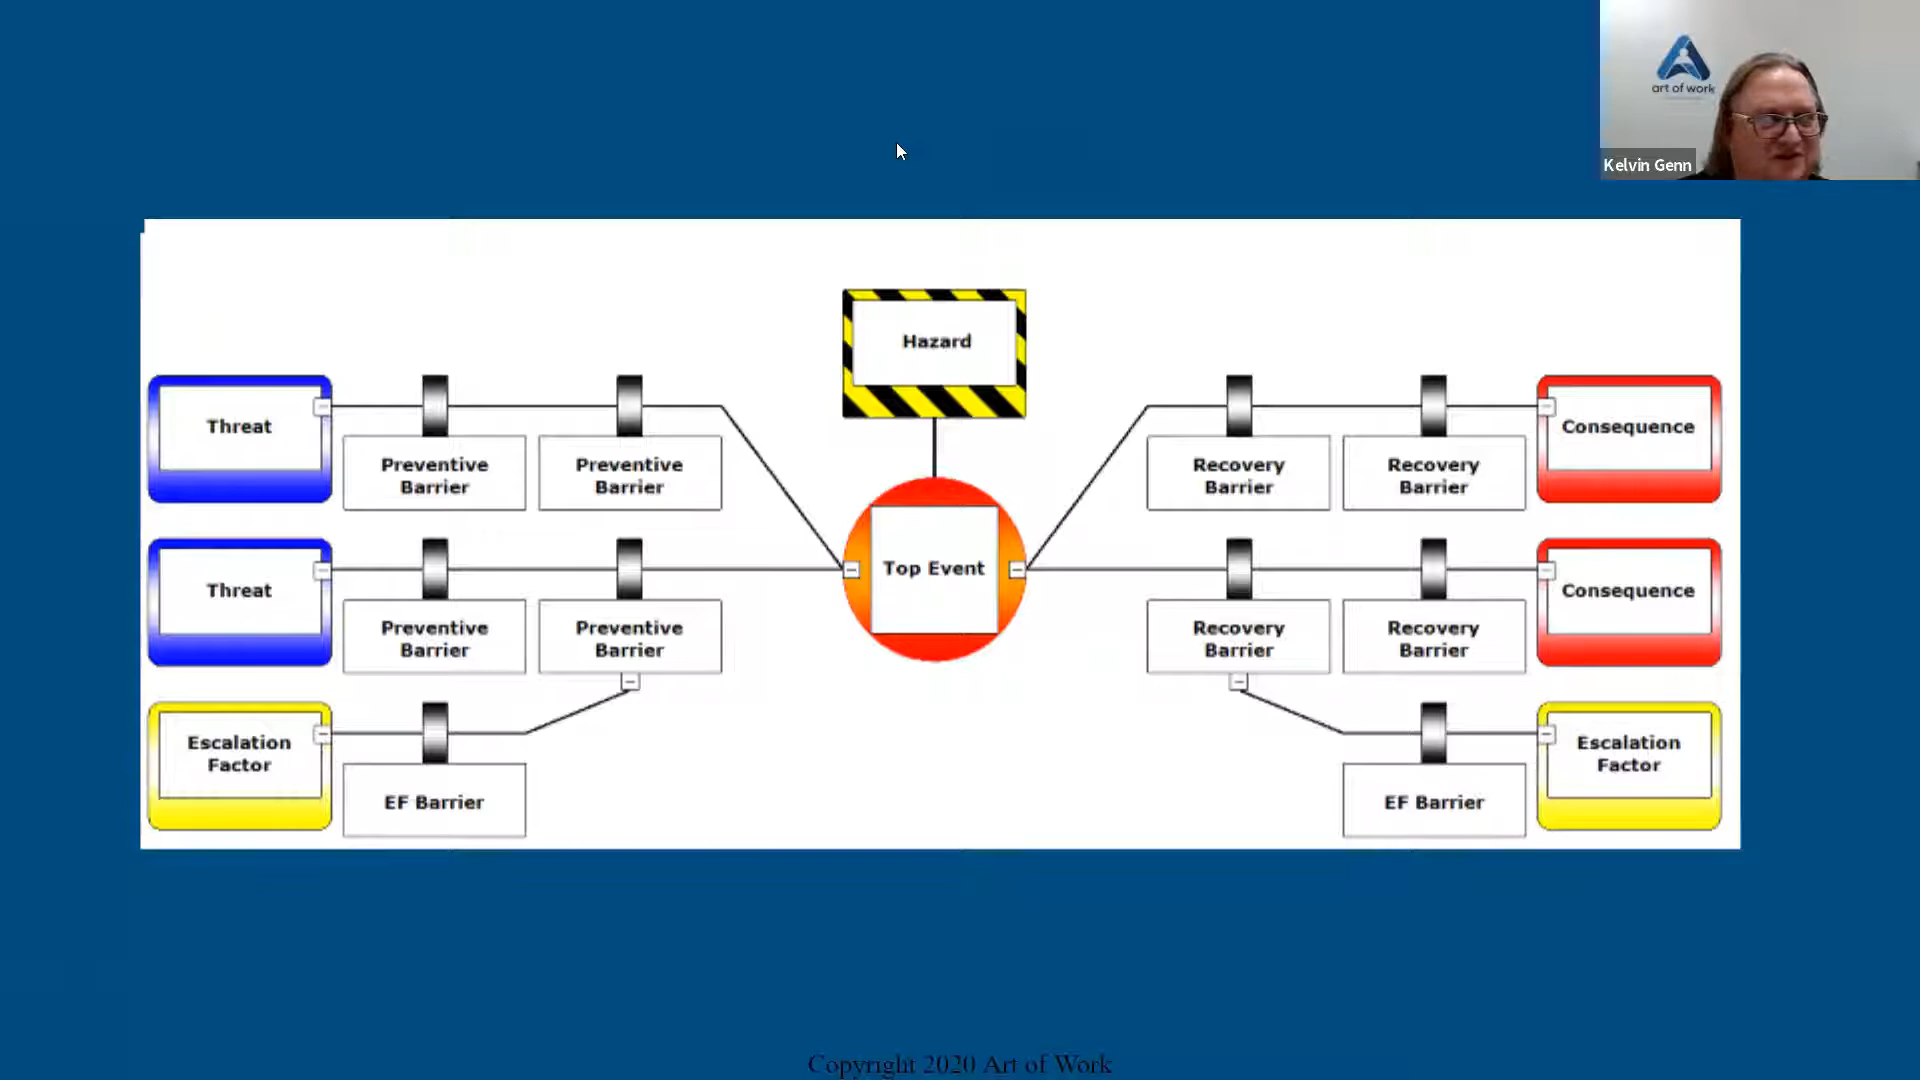 art of work
Kelvin Genn
Hazard
Threat
Preventive
Barrier
Preventive
Barrier
Recovery
Barrier
Recovery
Barrier
Consequence
Top Event
Threat
Preventive
Barrier
Preventive
Barrier
Recovery
Barrier
Recovery
Barrier
Consequence
Escalation
Factor
EF Barrier
EF Barrier
Escalation
Factor
Copyright 2020 Art of Work